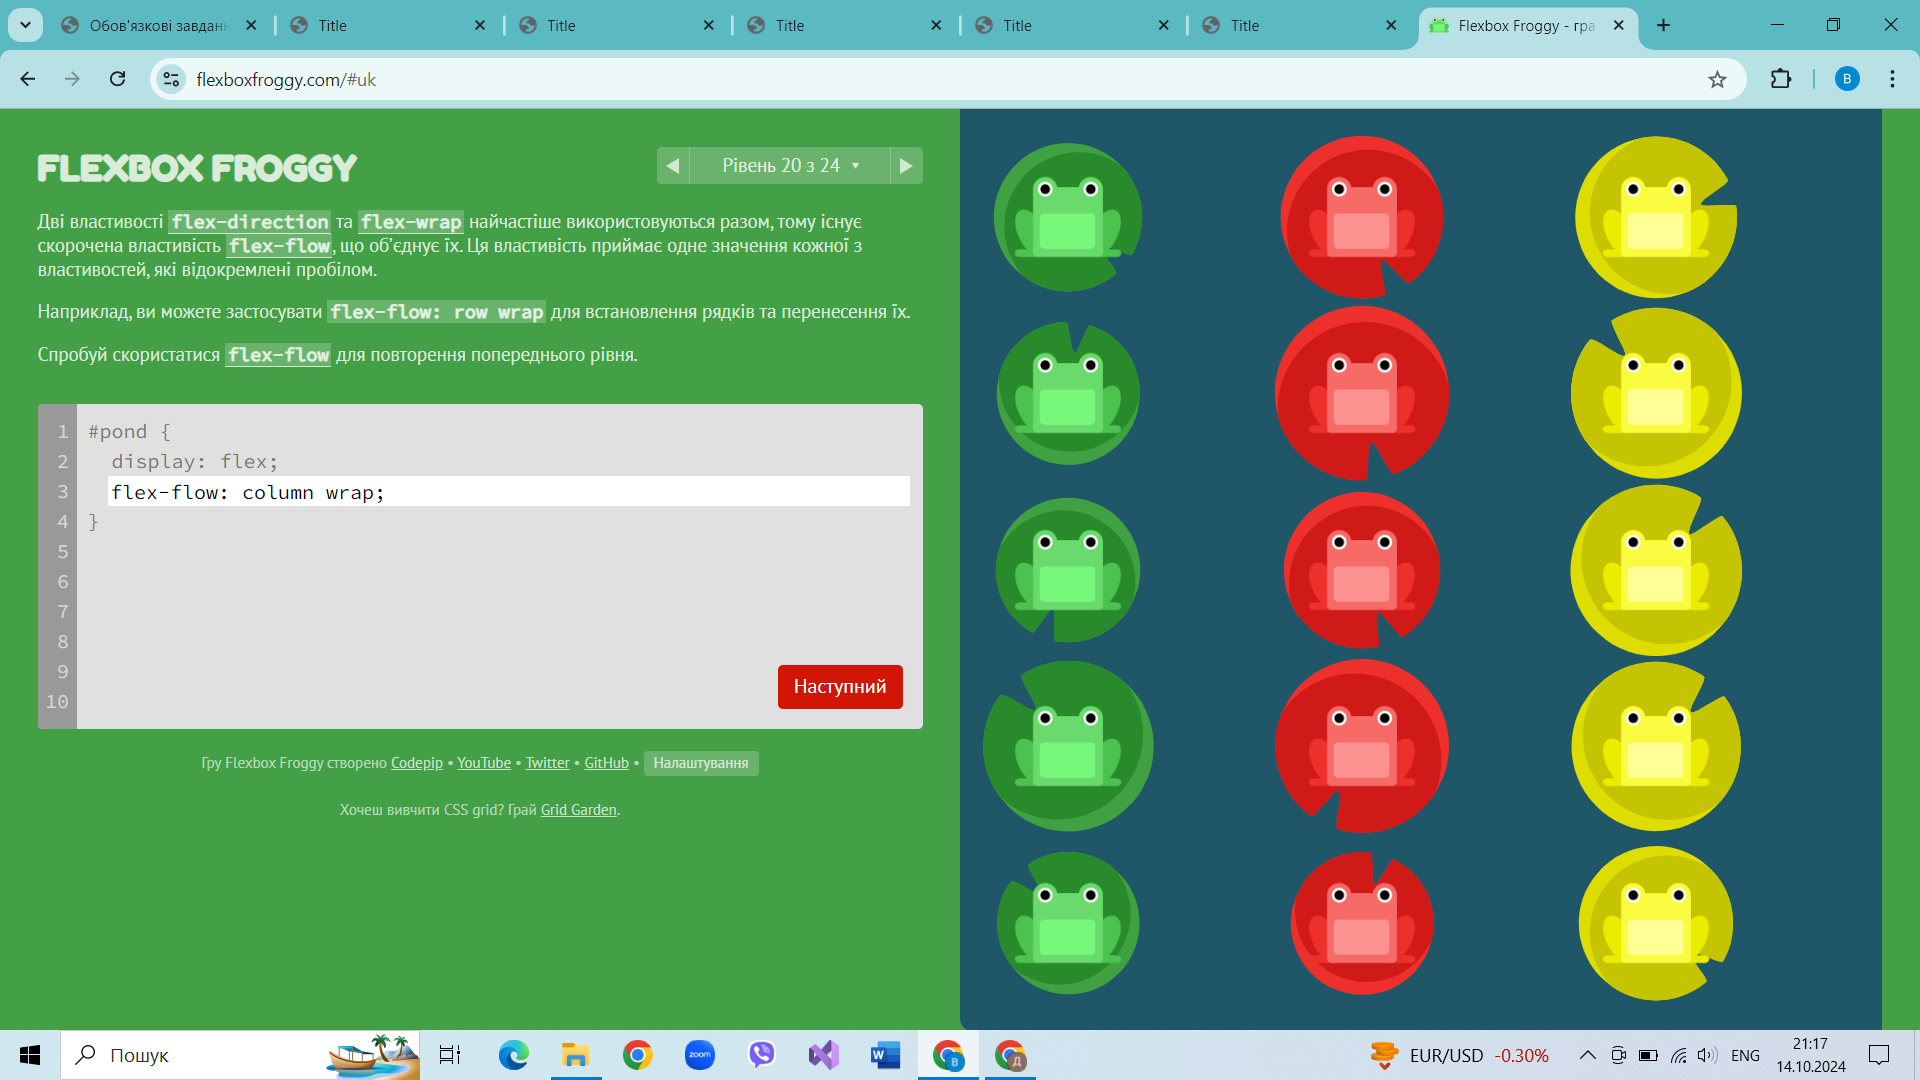 Обов'язкові завдан
Title
Title
Title
Title
Title
Flexbox Froggy - гра
flexboxfroggy.com/#uk
B
FLEXBOX FROGGY
Рівень 20 з 24
Дві властивості flex-direction та flex-wrap найчастіше використовуються разом, тому існує
скорочена властивість flex-flow, що об’єднує їх. Ця властивість приймає одне значення кожної з
властивостей, які відокремлені пробілом.
Наприклад, ви можете застосувати flex-flow: row wrap для встановлення рядків та перенесення їх.
Спробуй скористатися flex-flow для повторення попереднього рівня.
1 #pond {
2 display: flex;
3 flex-flow: column wrap;
4 }
5
6
7
8
9
10
Наступний
Гру Flexbox Froggy створено Codepip • YouTube • Twitter • GitHub • Налаштування
Хочеш вивчити CSS grid? Грай Grid Garden.
Пошук
zoom
W
B
Д
EUR/USD -0.30%
ENG
21:17
14.10.2024